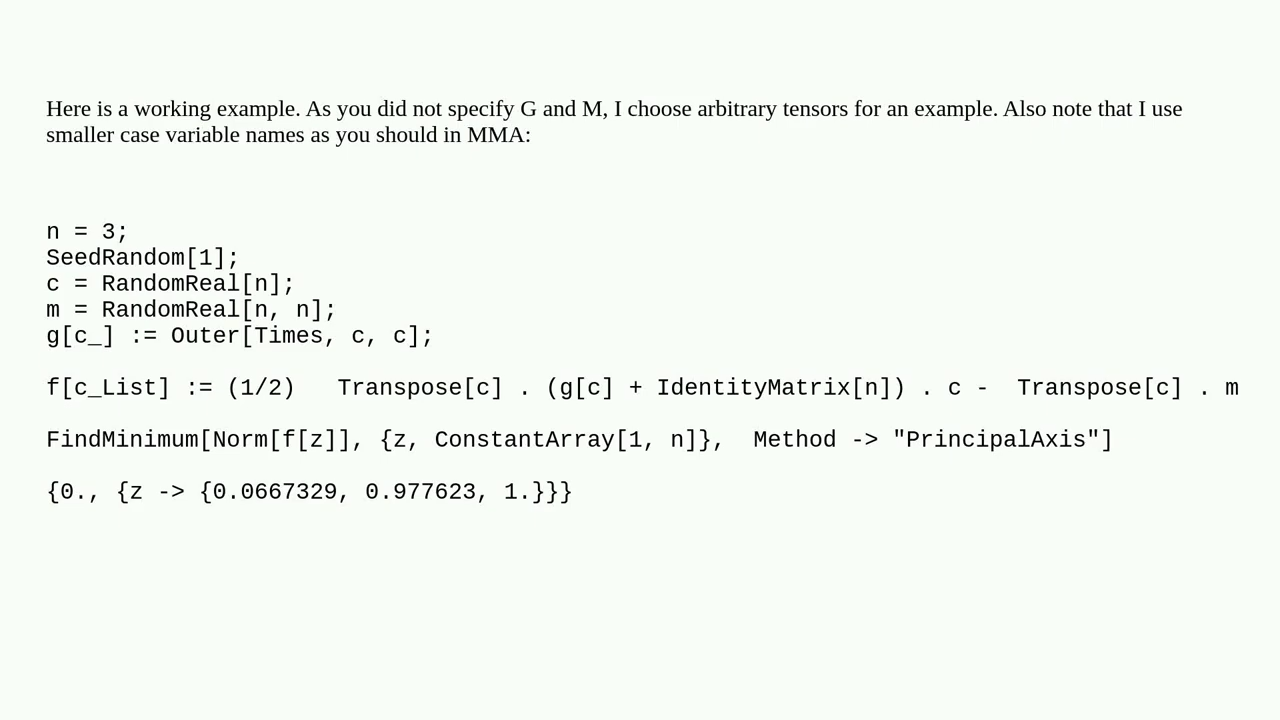 Here is a working example. As you did not specify G and M, I choose arbitrary tensors for an example. Also note that I use
smaller case variable names as you should in MMA:
n = 3;
SeedRandom[1];
c = RandomReal[n];
m = RandomReal[n, n];
g[c_] := Outer[Times, c, c];
f[c_List] := (1/2)   Transpose[c] . (g[c] + IdentityMatrix[n]) . c -  Transpose[c] . m
FindMinimum[Norm[f[z]], {z, ConstantArray[1, n]},  Method -> "PrincipalAxis"]
{0., {z -> {0.0667329, 0.977623, 1.}}}